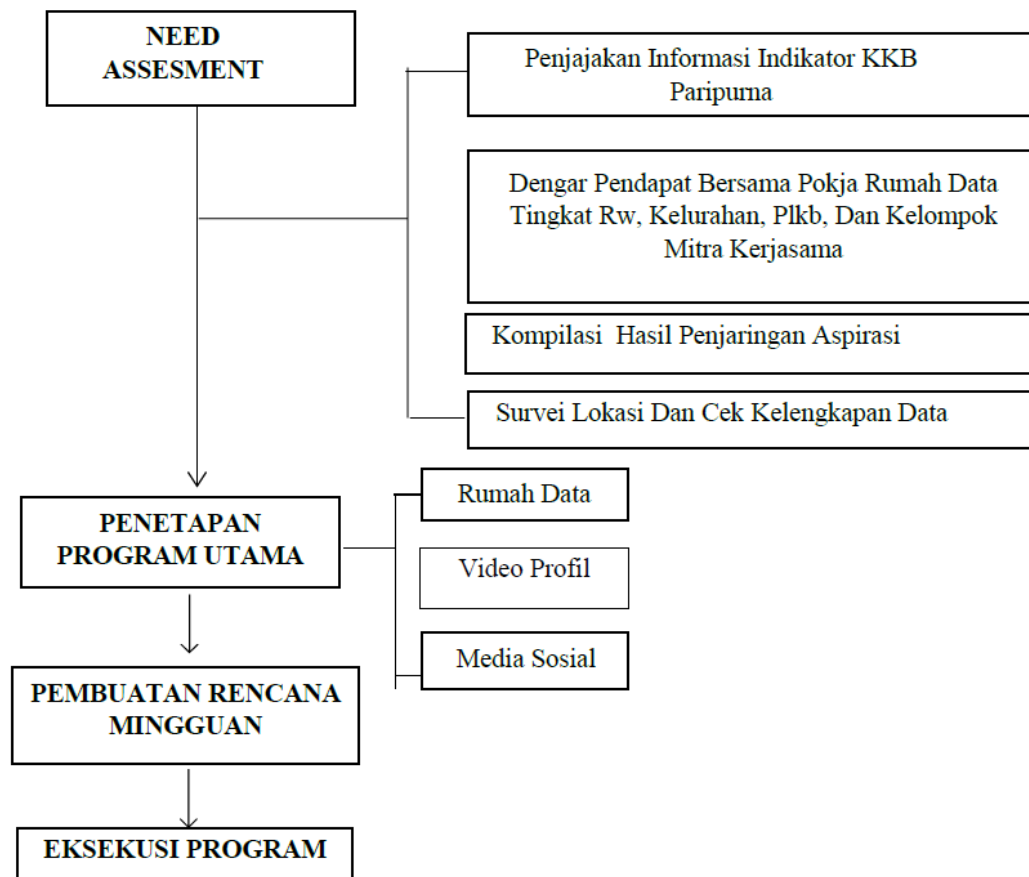 NEED
ASSESMENT
Penjajakan Informasi Indikator KKB
Paripurna
Dengar Pendapat Bersama Pokja Rumah Data
Tingkat Rw, Kelurahan, Plkb, Dan Kelompok
Mitra Kerjasama
Kompilasi Hasil Penjaringan Aspirasi
Survei Lokasi Dan Cek Kelengkapan Data
PENETAPAN
PROGRAM UTAMA
Rumah Data
Video Profil
Media Sosial
PEMBUATAN RENCANA
MINGGUAN
EKSEKUSI PROGRAM